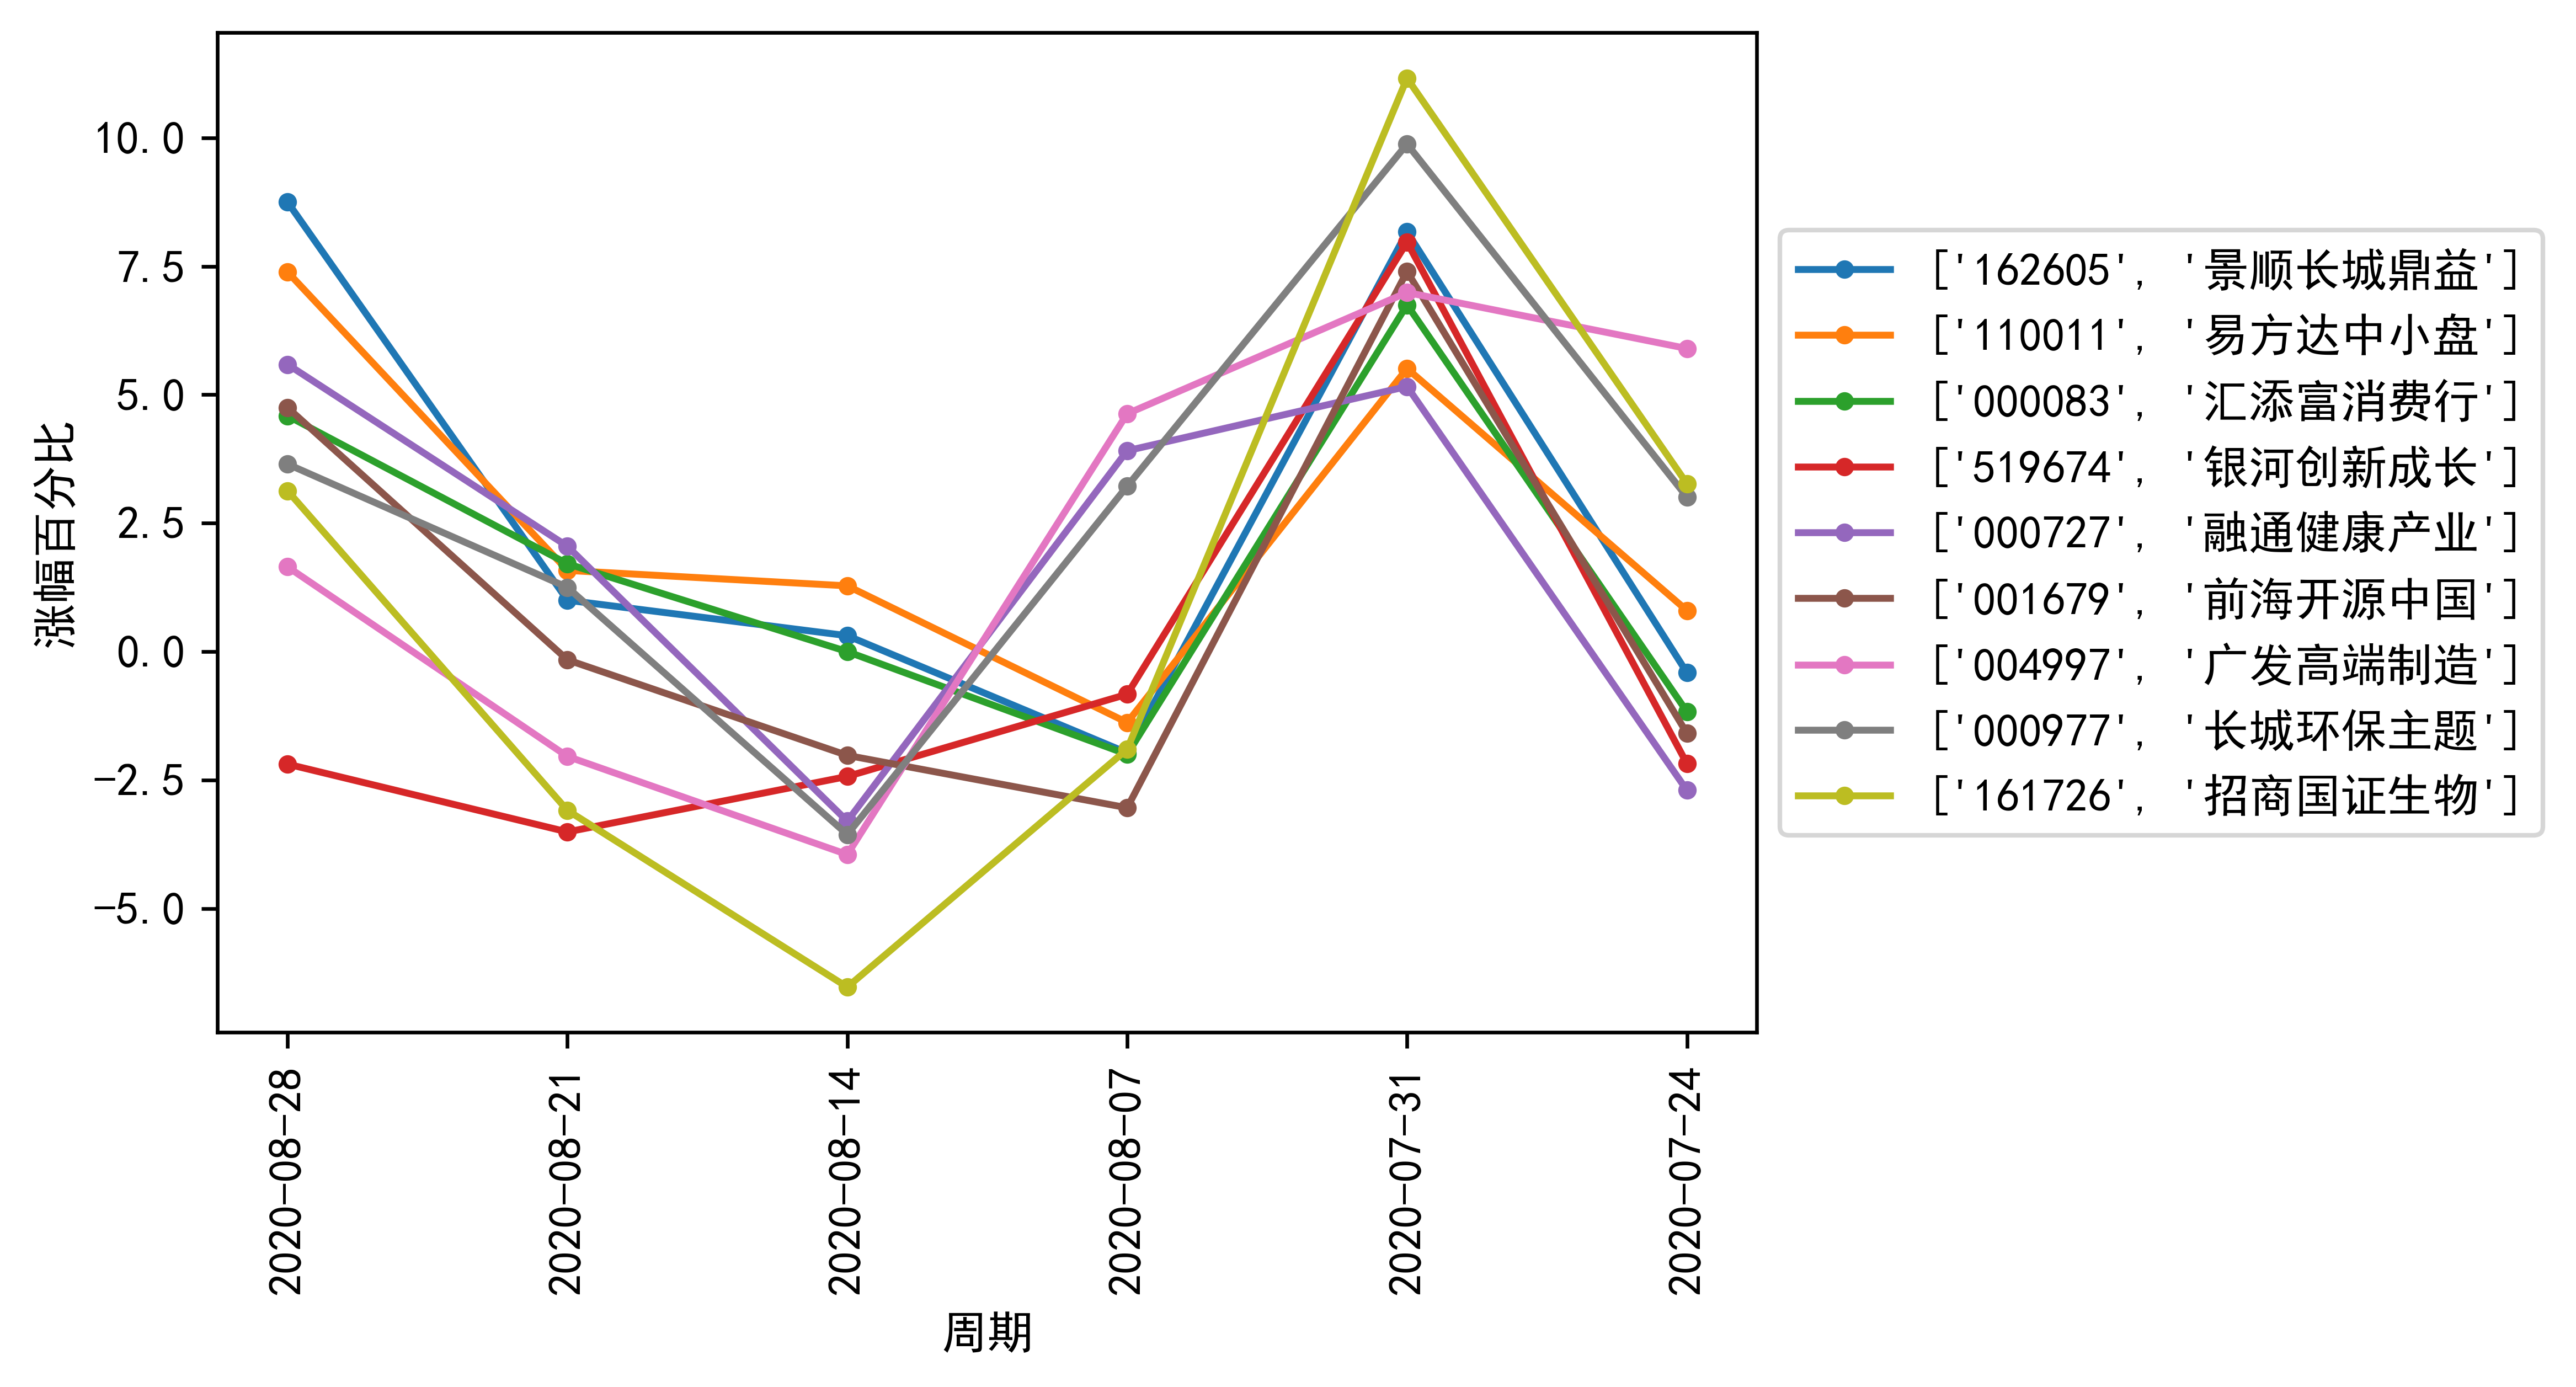 涨幅百分比
10.0
7.5
5.0
2.5
0.0
-2.5
-5.0
2020-08-28
2020-08-21
2020-08-14
2020-08-07
2020-07-31
2020-07-24
周期
['162605', '景顺长城鼎益']
['110011', '易方达中小盘']
['000083', '汇添富消费行']
['519674', '银河创新成长']
['000727', '融通健康产业']
['001679', '前海开源中国']
['004997', '广发高端制造']
['000977', '长城环保主题']
['161726', '招商国证生物']